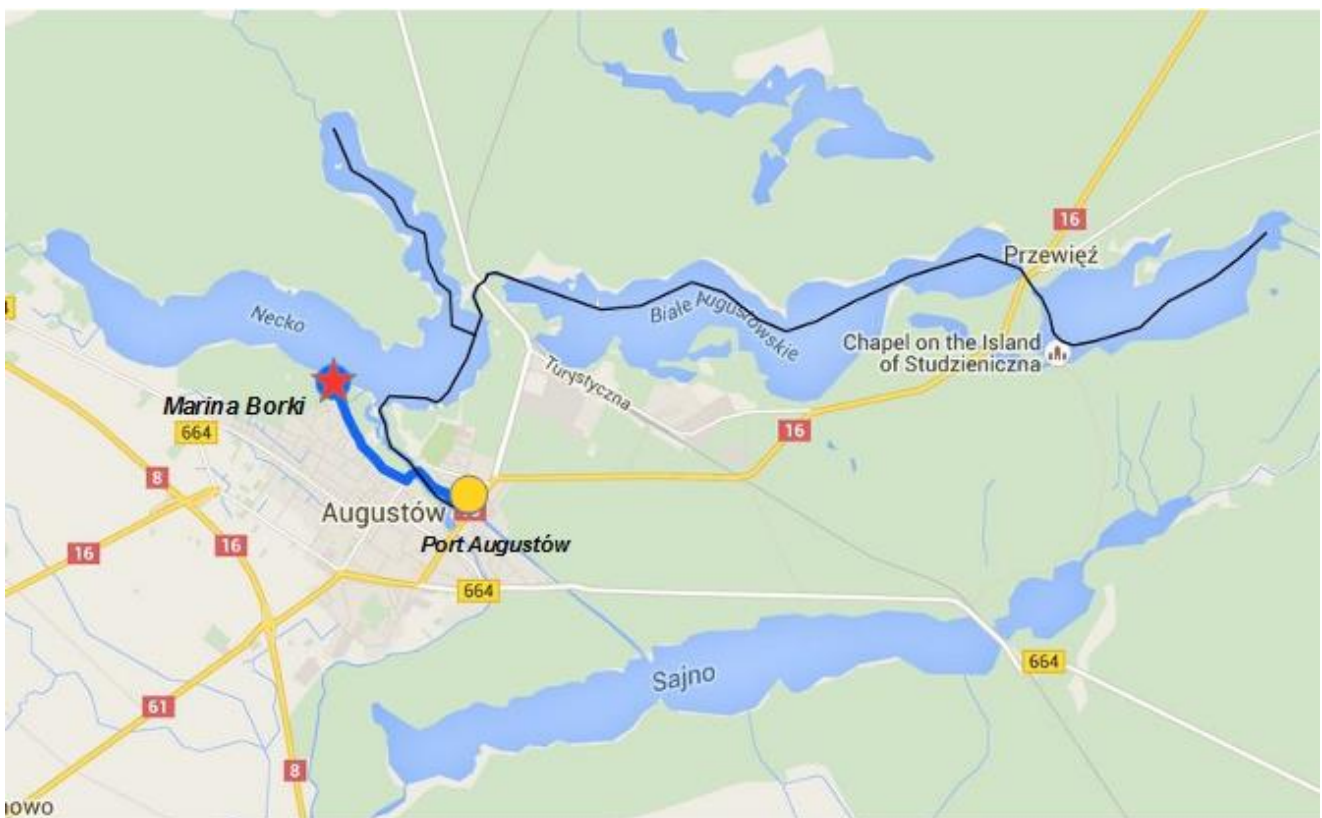 16
Przewięź
Necko
Białe Augustowskie
Chapel on the Island
of Studzieniczna
Turystyczna
Marina Borki
664
16
8
Augustów
Port Augustów
16
16
664
664
Sajno
61
8
nowo